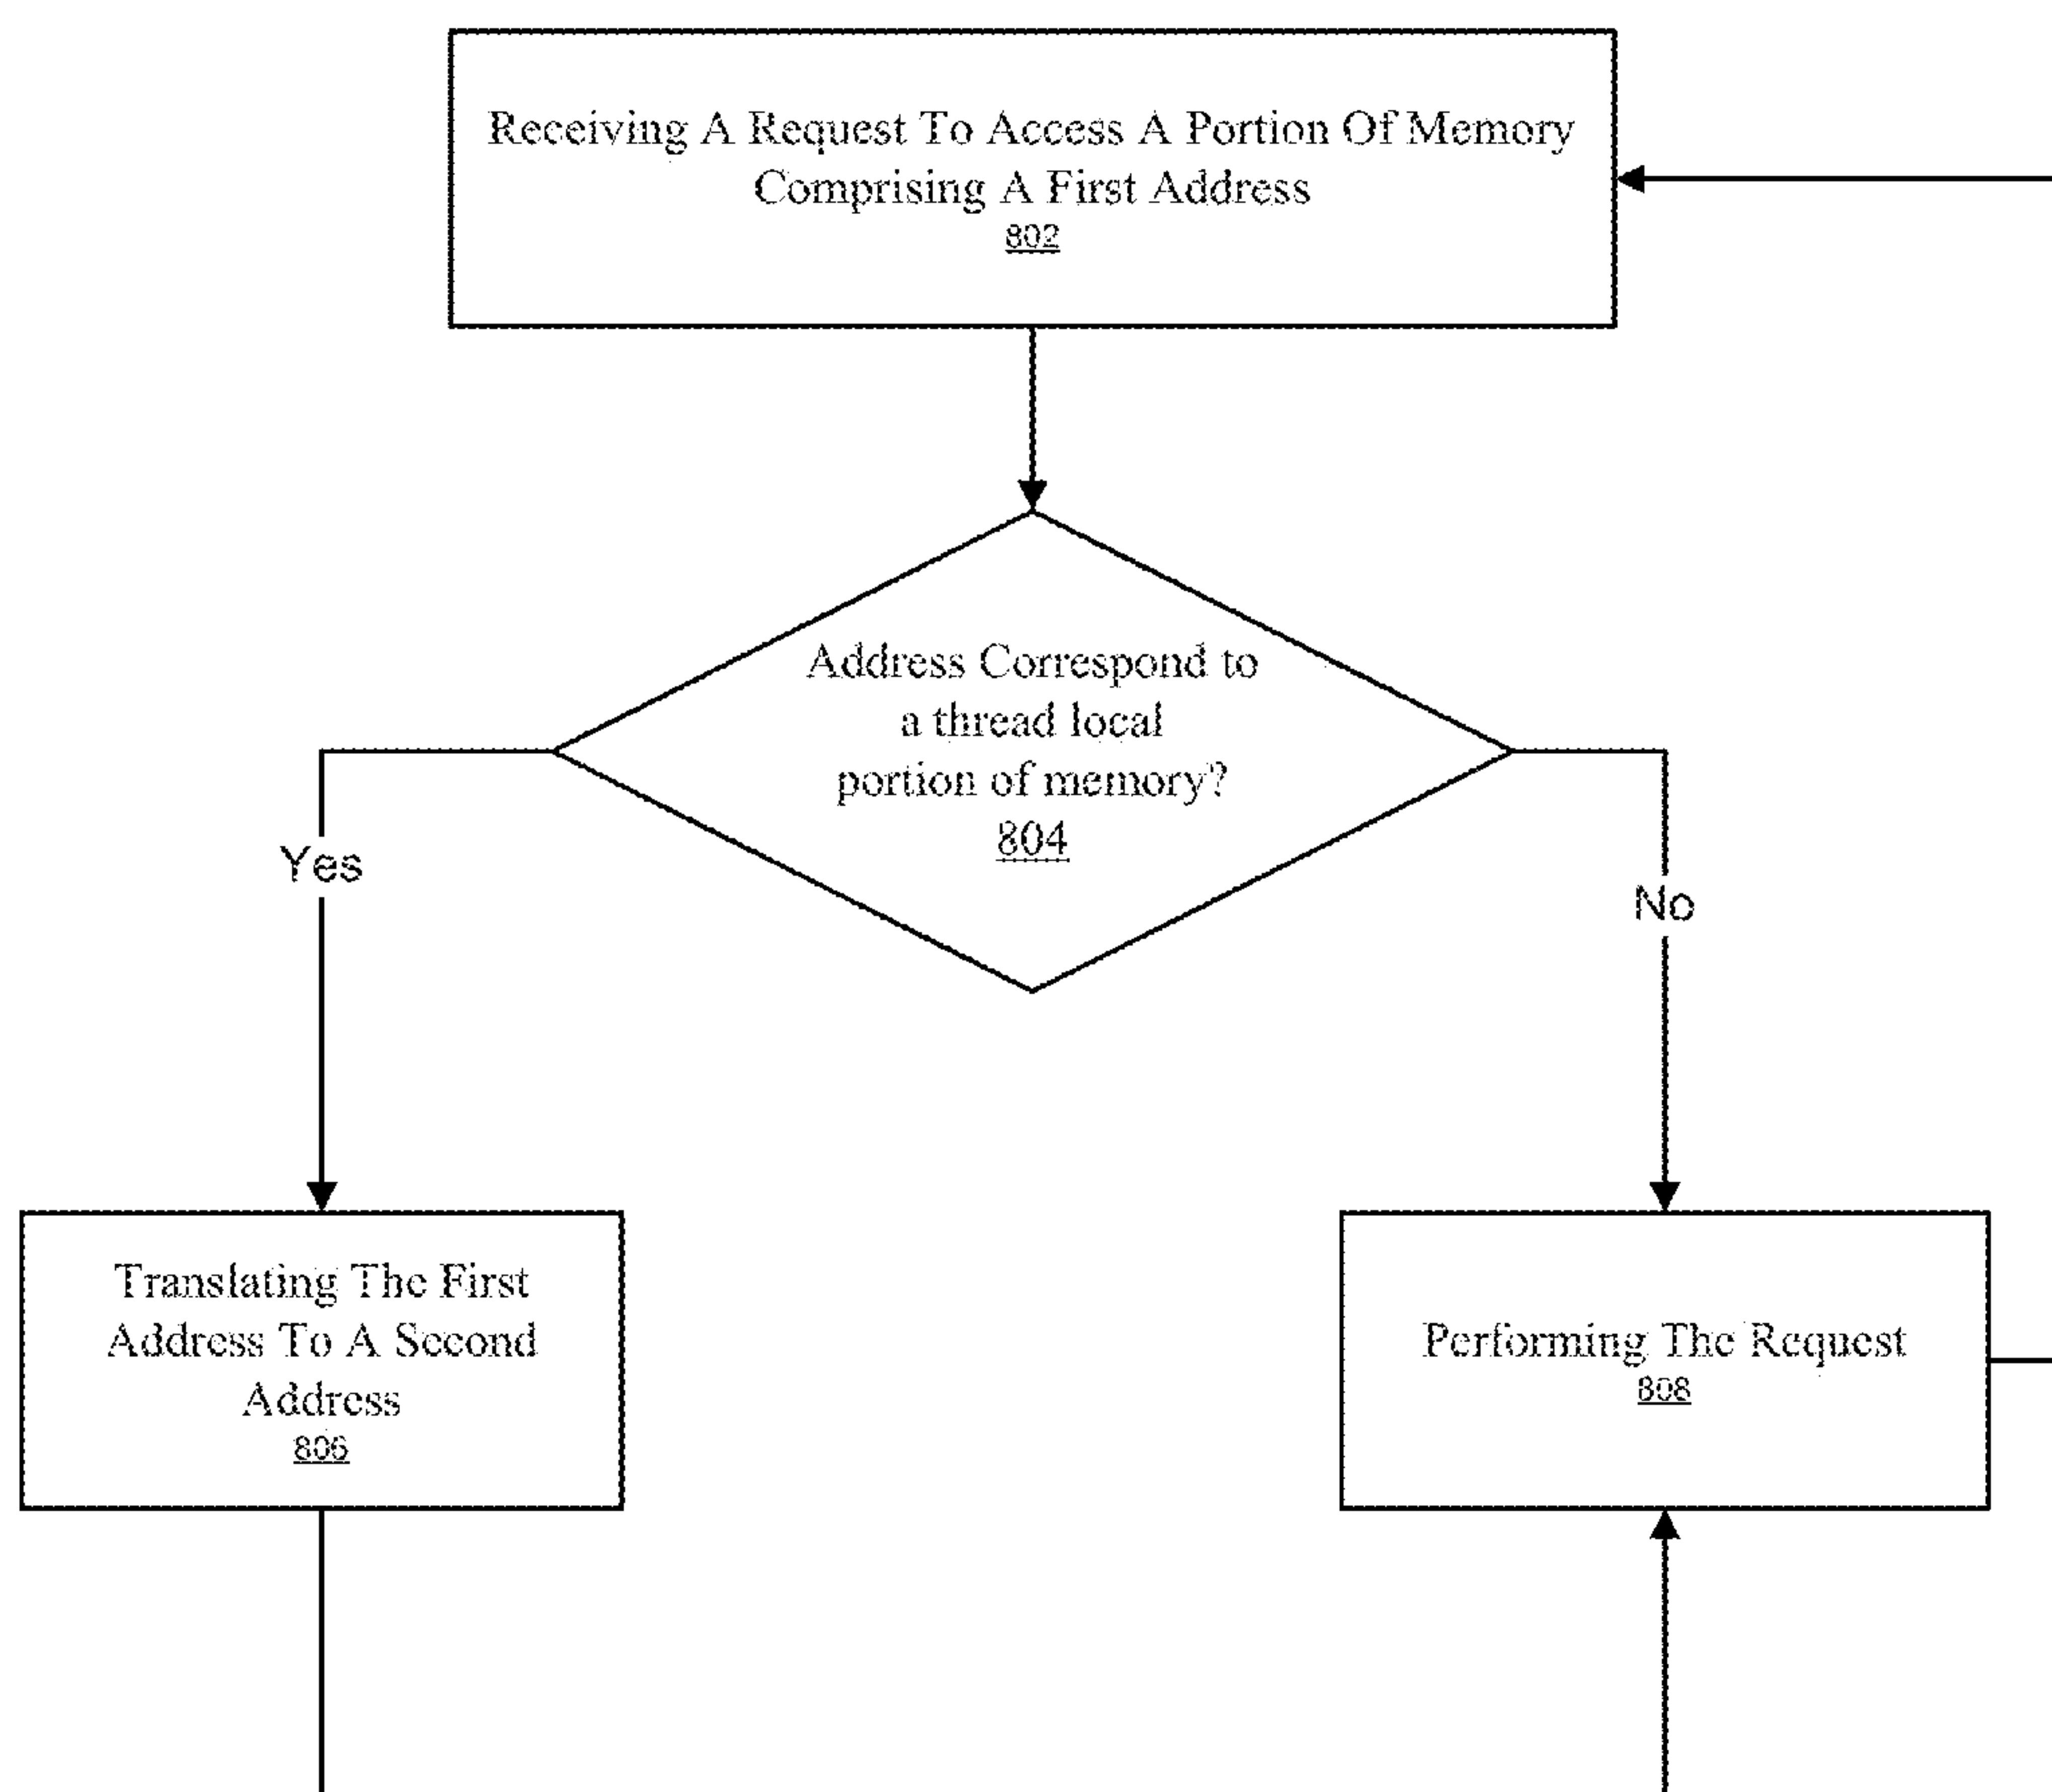 Receiving A Request To Access A Portion Of Memory
Comprising A First Address
802
Address Correspond to
a thread local
portion of memory?
804
Yes
No
Translating The First
Address To A Second
Address
806
Performing The Request
808